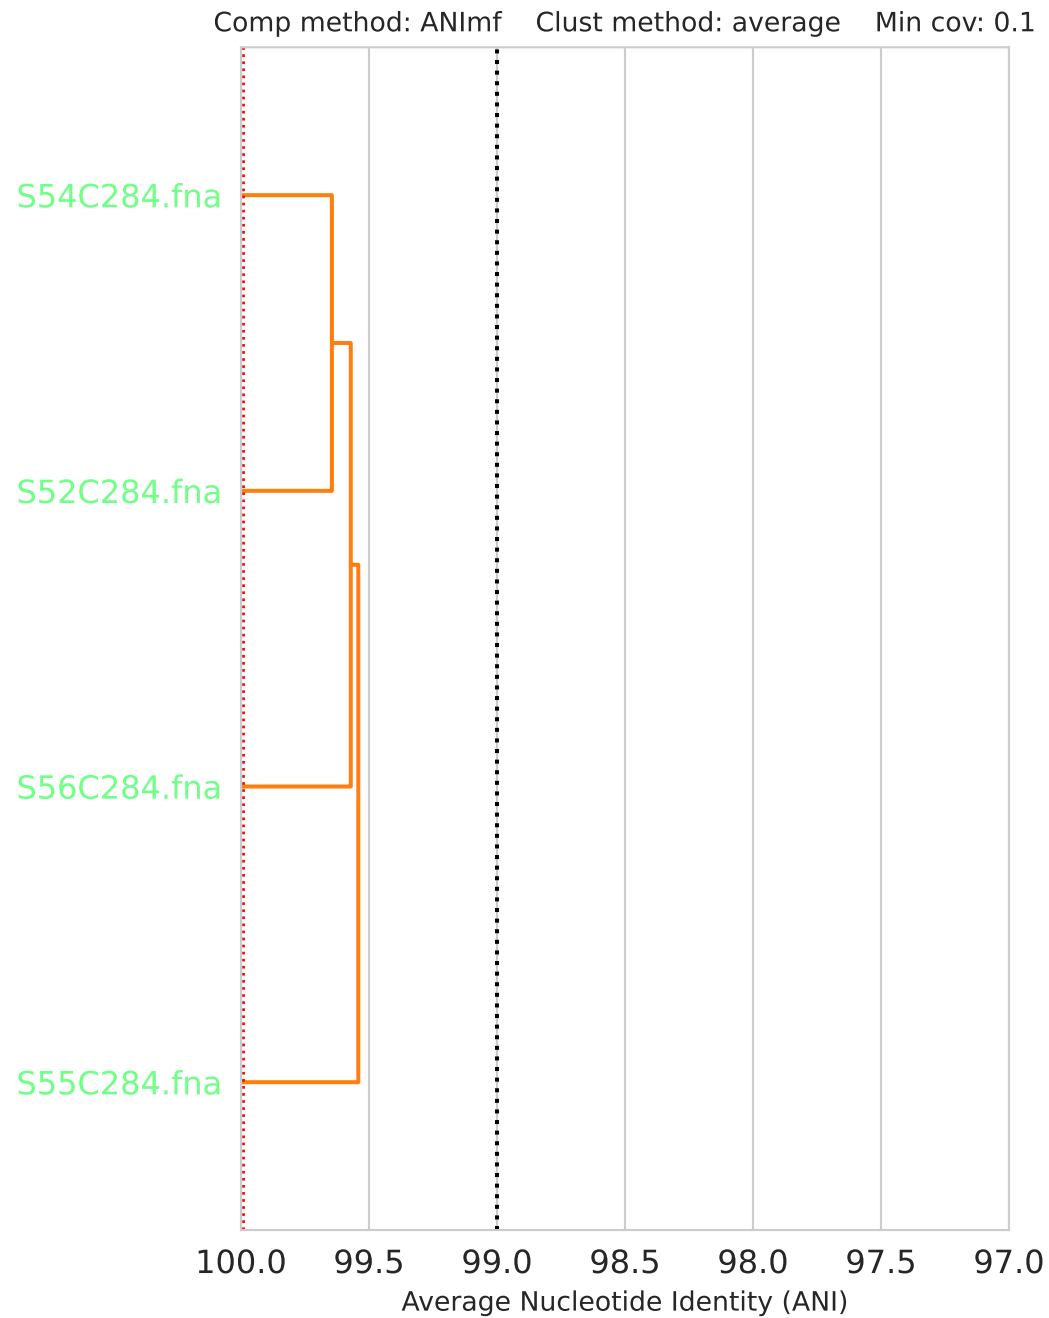 Comp method: ANImf Clust method: average Min cov: 0.1
S54C284.fna
S52C284.fna
S56C284.fna
S55C284.fna
100.0 99.5 99.0 98.5 98.0 97.5 97.0
Average Nucleotide Identity (ANI)